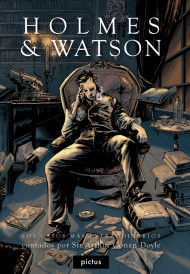 HOLMES
& WATSON
LOS CASOS MÁS EXTRAORDINARIOS
contados por Sir Arthur Conan Doyle
pictus